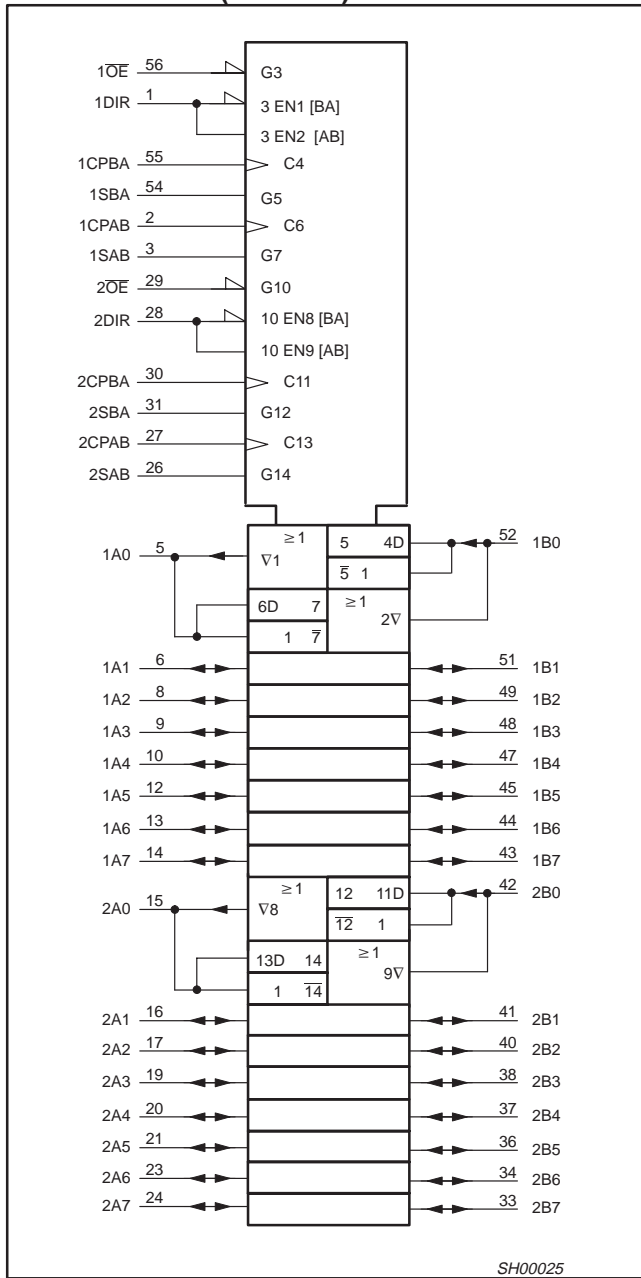 1O̅E̅ 56 G3
1DIR 1 3 EN1 [BA]
3 EN2 [AB]
1CPBA 55 C4
1SBA 54 G5
1CPAB 2 C6
1SAB 3 G7
2O̅E̅ 29 G10
2DIR 28 10 EN8 [BA]
10 EN9 [AB]
2CPBA 30 C11
2SBA 31 G12
2CPAB 27 C13
2SAB 26 G14
1A0 5 ≥1 ∇1 5 4D 52 1B0
5̅ 1
6D 7 ≥1 2∇
1 7̅
1A1 6 51 1B1
1A2 8 49 1B2
1A3 9 48 1B3
1A4 10 47 1B4
1A5 12 45 1B5
1A6 13 44 1B6
1A7 14 43 1B7
2A0 15 ≥1 ∇8 12 11D 42 2B0
1̅2̅ 1
13D 14 ≥1 9∇
1 1̅4̅
2A1 16 41 2B1
2A2 17 40 2B2
2A3 19 38 2B3
2A4 20 37 2B4
2A5 21 36 2B5
2A6 23 34 2B6
2A7 24 33 2B7
SH00025